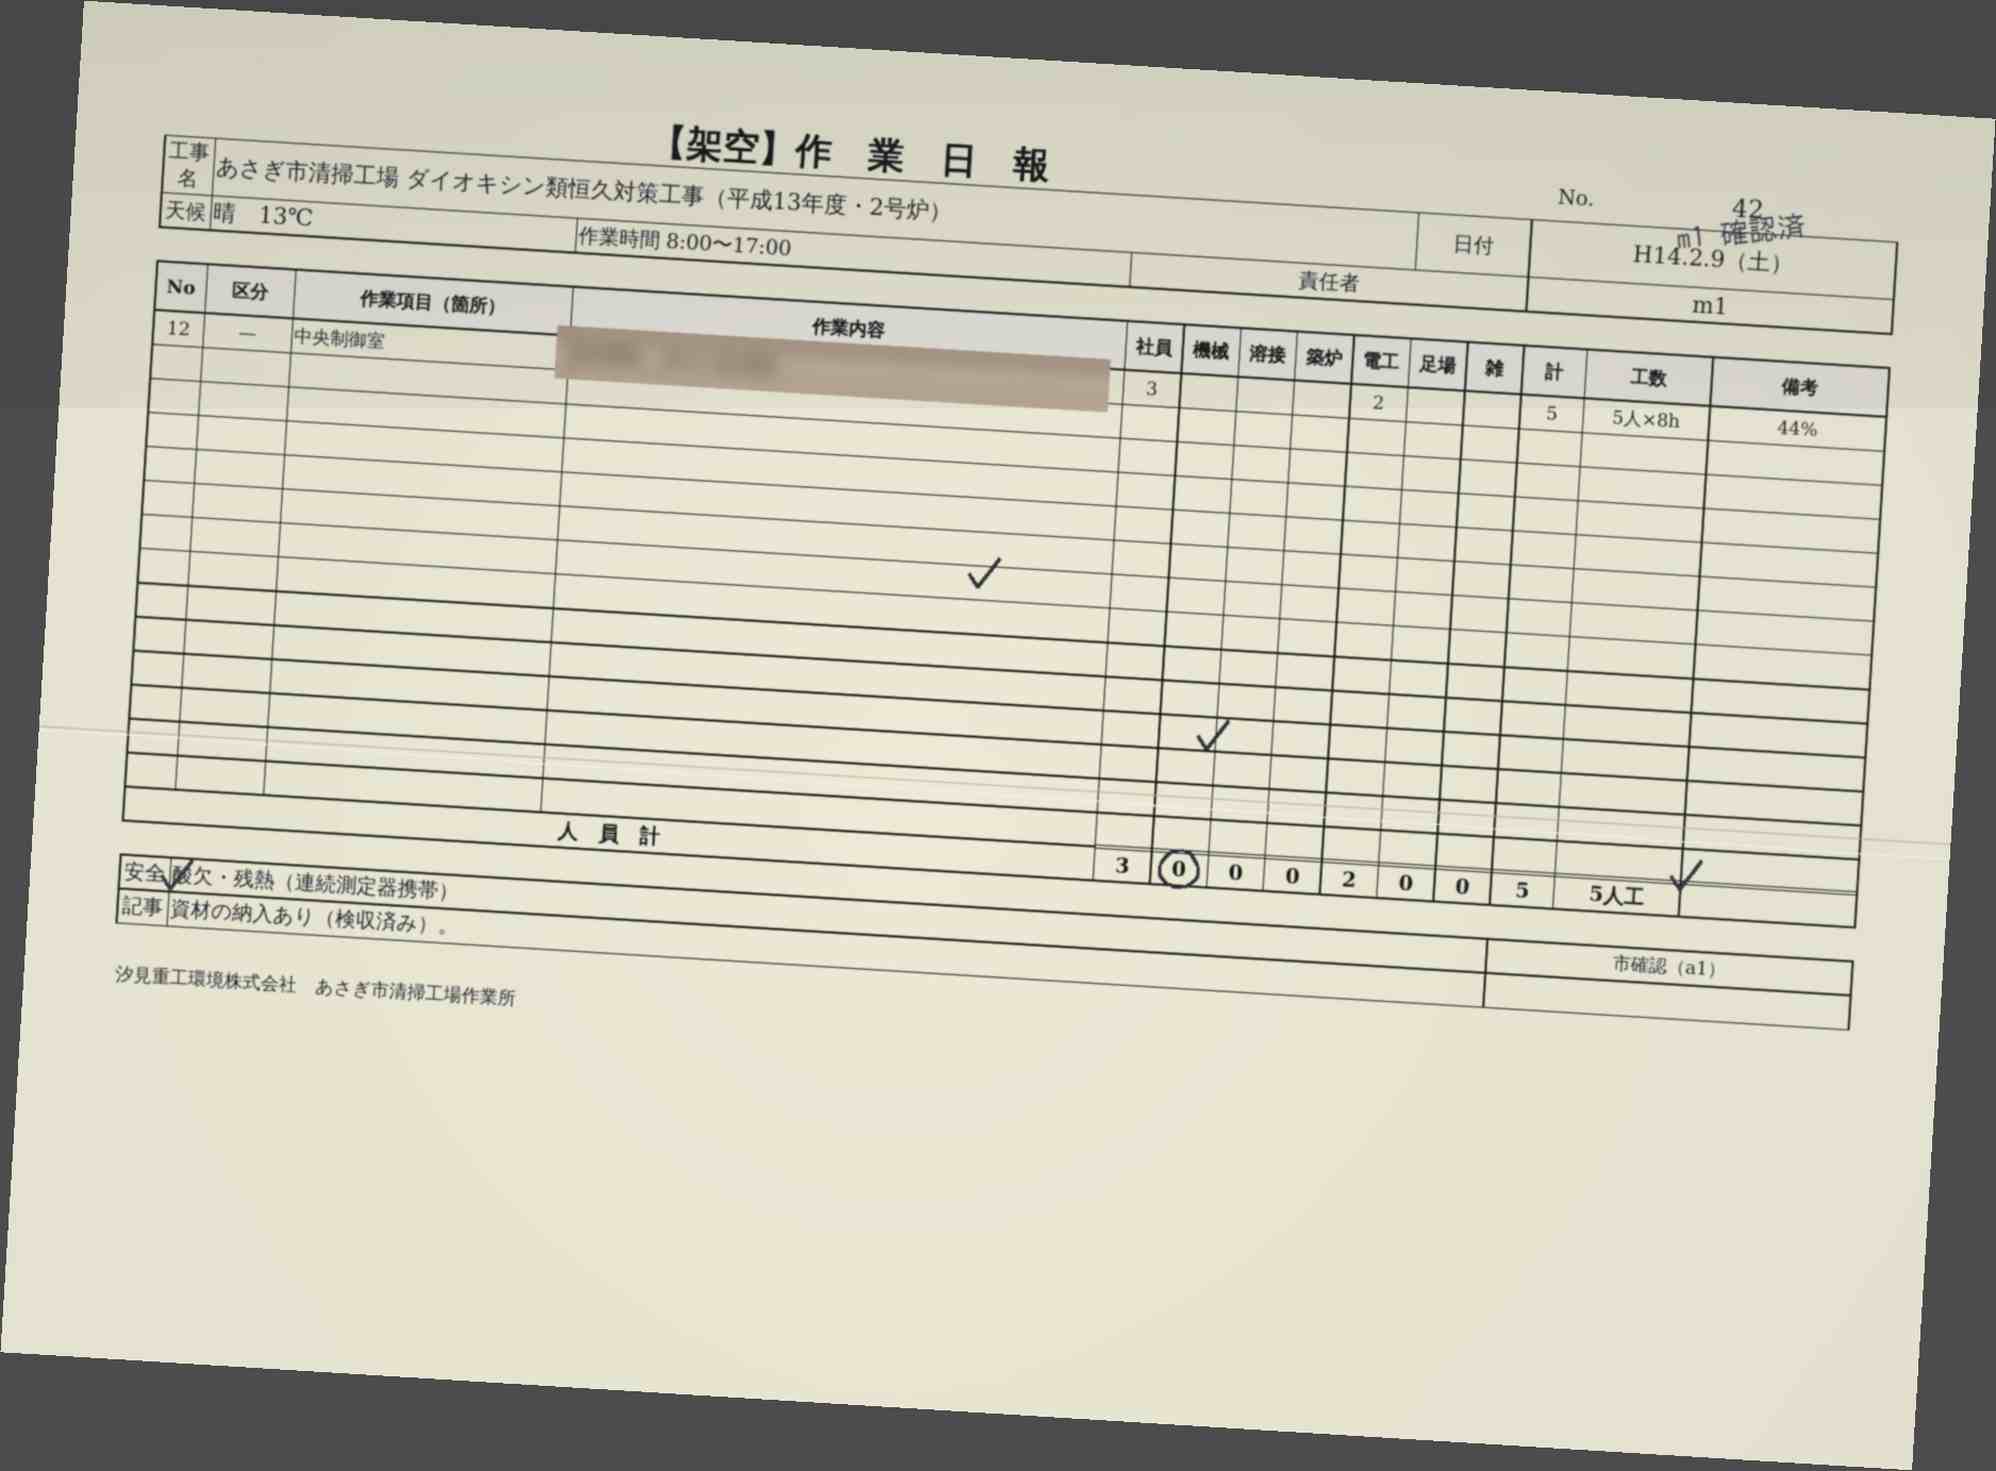 【架空】作 業 日 報
No. 42
m1 確認済
工事名 あさぎ市清掃工場 ダイオキシン類恒久対策工事（平成13年度・2号炉） 日付 H14.2.9（土）
天候 晴 13℃ 作業時間 8:00〜17:00 責任者 m1
No 区分 作業項目（箇所） 作業内容 社員 機械 溶接 築炉 電工 足場 雑 計 工数 備考
12 — 中央制御室 3 2 5 5人×8h 44%
人 員 計 3 0 0 0 2 0 0 5 5人工
安全 酸欠・残熱（連続測定器携帯） 市確認（a1）
記事 資材の納入あり（検収済み）。
汐見重工環境株式会社 あさぎ市清掃工場作業所